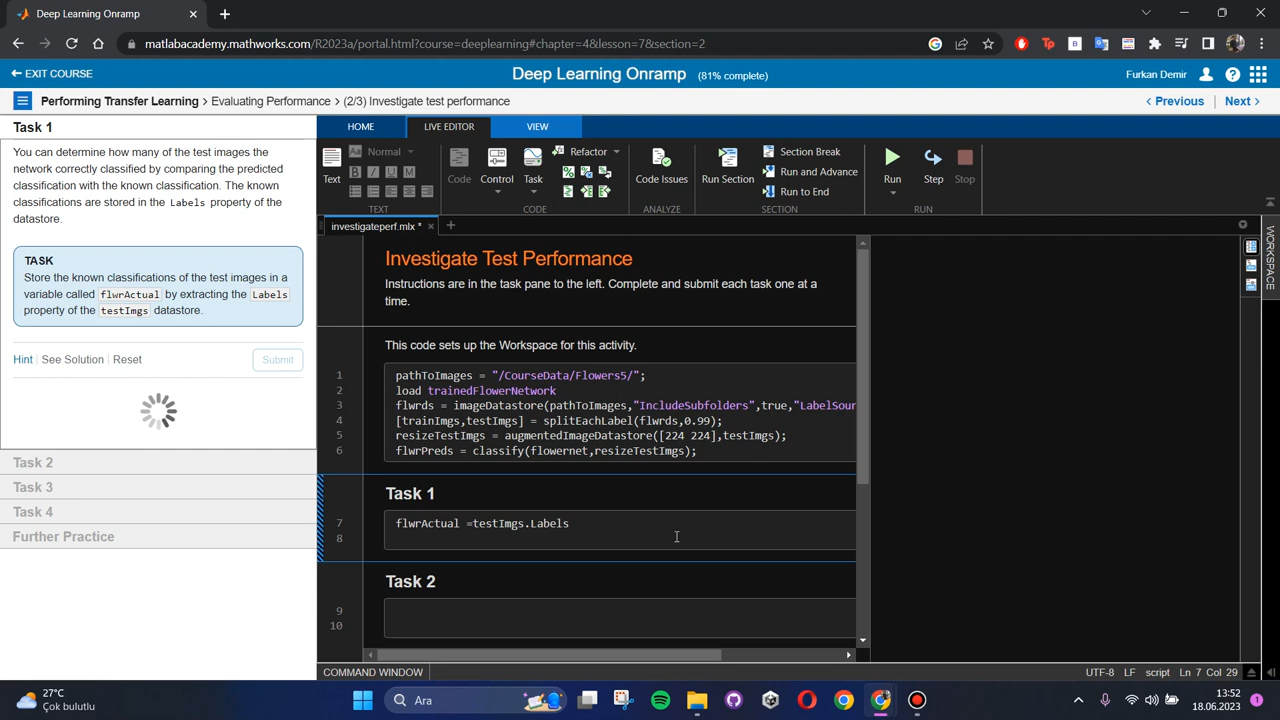 Deep Learning Onramp
matlabacademy.mathworks.com/R2023a/portal.html?course=deeplearning#chapter=4&lesson=7&section=2
EXIT COURSE
Deep Learning Onramp (81% complete)
Furkan Demir
Performing Transfer Learning > Evaluating Performance > (2/3) Investigate test performance
< Previous
Next >
Task 1
You can determine how many of the test images the
network correctly classified by comparing the predicted
classification with the known classification. The known
classifications are stored in the Labels property of the
datastore.
TASK
Store the known classifications of the test images in a
variable called flwrActual by extracting the Labels
property of the testImgs datastore.
Hint | See Solution | Reset
Submit
Task 2
Task 3
Task 4
Further Practice
HOME
LIVE EDITOR
VIEW
Text
Aa Normal
B I U M
TEXT
Code
Control
Task
Refactor
CODE
Code Issues
ANALYZE
Run Section
Section Break
Run and Advance
Run to End
SECTION
Run
Step
Stop
RUN
investigateperf.mlx *
WORKSPACE
Investigate Test Performance
Instructions are in the task pane to the left. Complete and submit each task one at a
time.
This code sets up the Workspace for this activity.
1 pathToImages = "/CourseData/Flowers5/";
2 load trainedFlowerNetwork
3 flwrds = imageDatastore(pathToImages,"IncludeSubfolders",true,"LabelSour
4 [trainImgs,testImgs] = splitEachLabel(flwrds,0.99);
5 resizeTestImgs = augmentedImageDatastore([224 224],testImgs);
6 flwrPreds = classify(flowernet,resizeTestImgs);
Task 1
7 flwrActual =testImgs.Labels
8
Task 2
9
10
COMMAND WINDOW
UTF-8 LF script Ln 7 Col 29
27°C
Çok bulutlu
Ara
13:52
18.06.2023
1